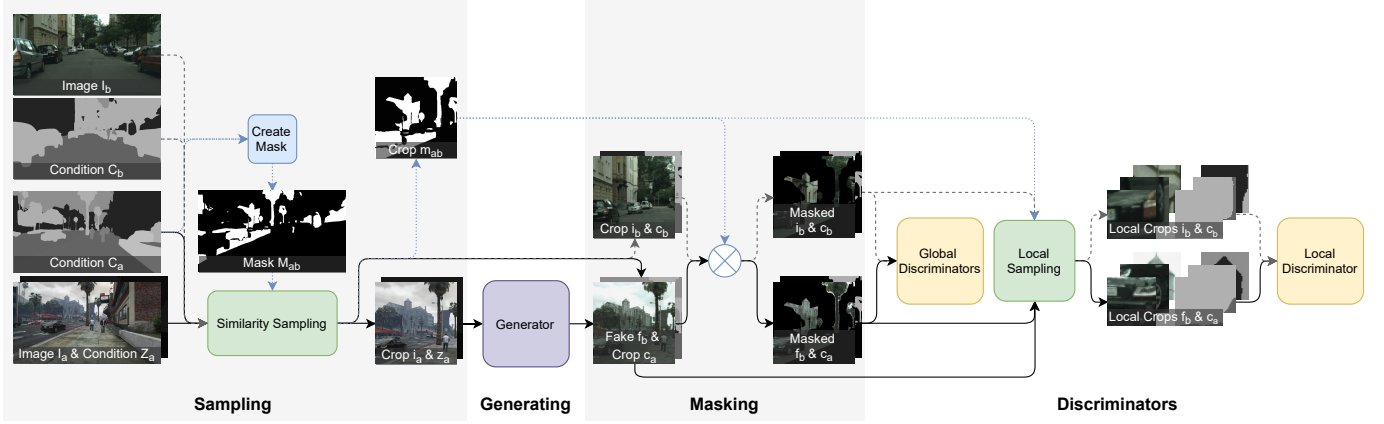 Image I_b
Condition C_b
Condition C_a
Image I_a & Condition Z_a
Create
Mask
Mask M_ab
Similarity Sampling
Crop m_ab
Crop i_a & z_a
Generator
Crop i_b & c_b
Fake f_b &
Crop c_a
Masked
i_b & c_b
Masked
f_b & c_a
Global
Discriminators
Local
Sampling
Local Crops i_b & c_b
Local Crops f_b & c_a
Local
Discriminator
Sampling
Generating
Masking
Discriminators